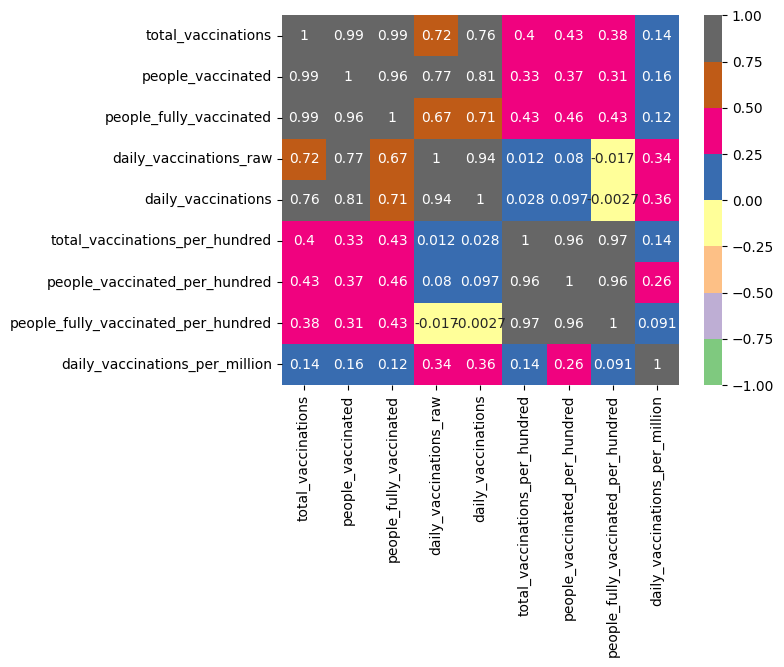 total_vaccinations 1 0.99 0.99 0.72 0.76 0.4 0.43 0.38 0.14
people_vaccinated 0.99 1 0.96 0.77 0.81 0.33 0.37 0.31 0.16
people_fully_vaccinated 0.99 0.96 1 0.67 0.71 0.43 0.46 0.43 0.12
daily_vaccinations_raw 0.72 0.77 0.67 1 0.94 0.012 0.08 -0.017 0.34
daily_vaccinations 0.76 0.81 0.71 0.94 1 0.028 0.097 -0.0027 0.36
total_vaccinations_per_hundred 0.4 0.33 0.43 0.012 0.028 1 0.96 0.97 0.14
people_vaccinated_per_hundred 0.43 0.37 0.46 0.08 0.097 0.96 1 0.96 0.26
people_fully_vaccinated_per_hundred 0.38 0.31 0.43 -0.017 -0.0027 0.97 0.96 1 0.091
daily_vaccinations_per_million 0.14 0.16 0.12 0.34 0.36 0.14 0.26 0.091 1
total_vaccinations
people_vaccinated
people_fully_vaccinated
daily_vaccinations_raw
daily_vaccinations
total_vaccinations_per_hundred
people_vaccinated_per_hundred
people_fully_vaccinated_per_hundred
daily_vaccinations_per_million
1.00
0.75
0.50
0.25
0.00
−0.25
−0.50
−0.75
−1.00